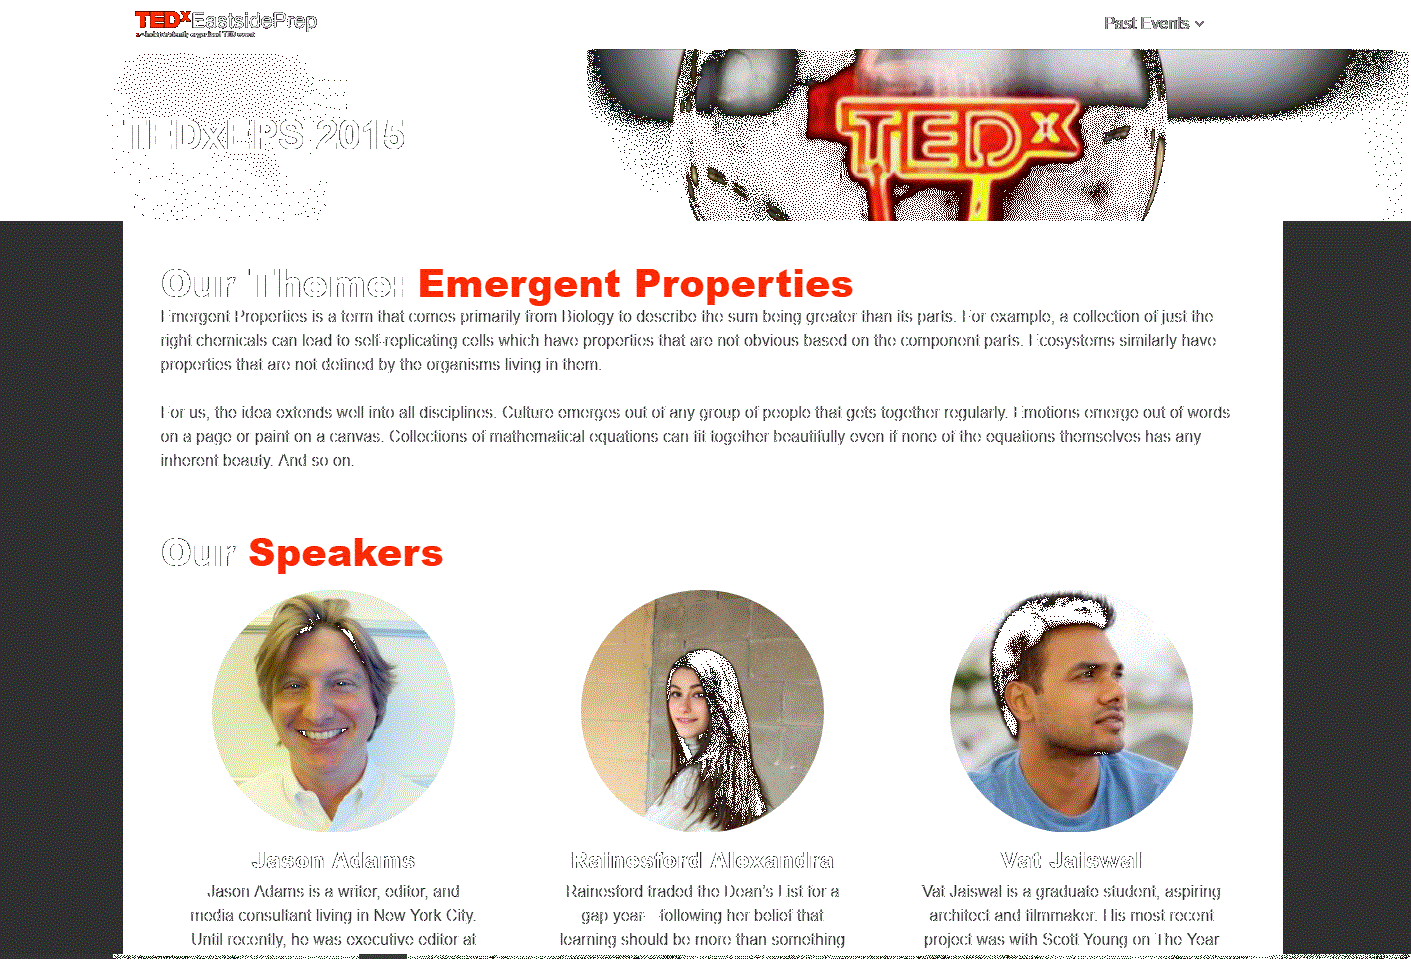 TEDxEastsidePrep
Past Events
TEDx
TEDxEPS 2015
Our Theme: Emergent Properties
Emergent Properties is a term that comes primarily from Biology to describe the sum being greater than its parts. For example, a collection of just the
right chemicals can lead to self-replicating cells which have properties that are not obvious based on the component parts. Ecosystems similarly have
properties that are not defined by the organisms living in them.
For us, the idea extends well into all disciplines. Culture emerges out of any group of people that gets together regularly. Emotions emerge out of words
on a page or paint on a canvas. Collections of mathematical equations can fit together beautifully even if none of the equations themselves has any
inherent beauty. And so on.
Our Speakers
Jason Adams
Jason Adams is a writer, editor, and
media consultant living in New York City.
Until recently, he was executive editor at
Rainesford Alexandra
Rainesford traded the Dean's List for a
gap year following her belief that
learning should be more than something
Vat Jaiswal
Vat Jaiswal is a graduate student, aspiring
architect and filmmaker. His most recent
project was with Scott Young on The Year